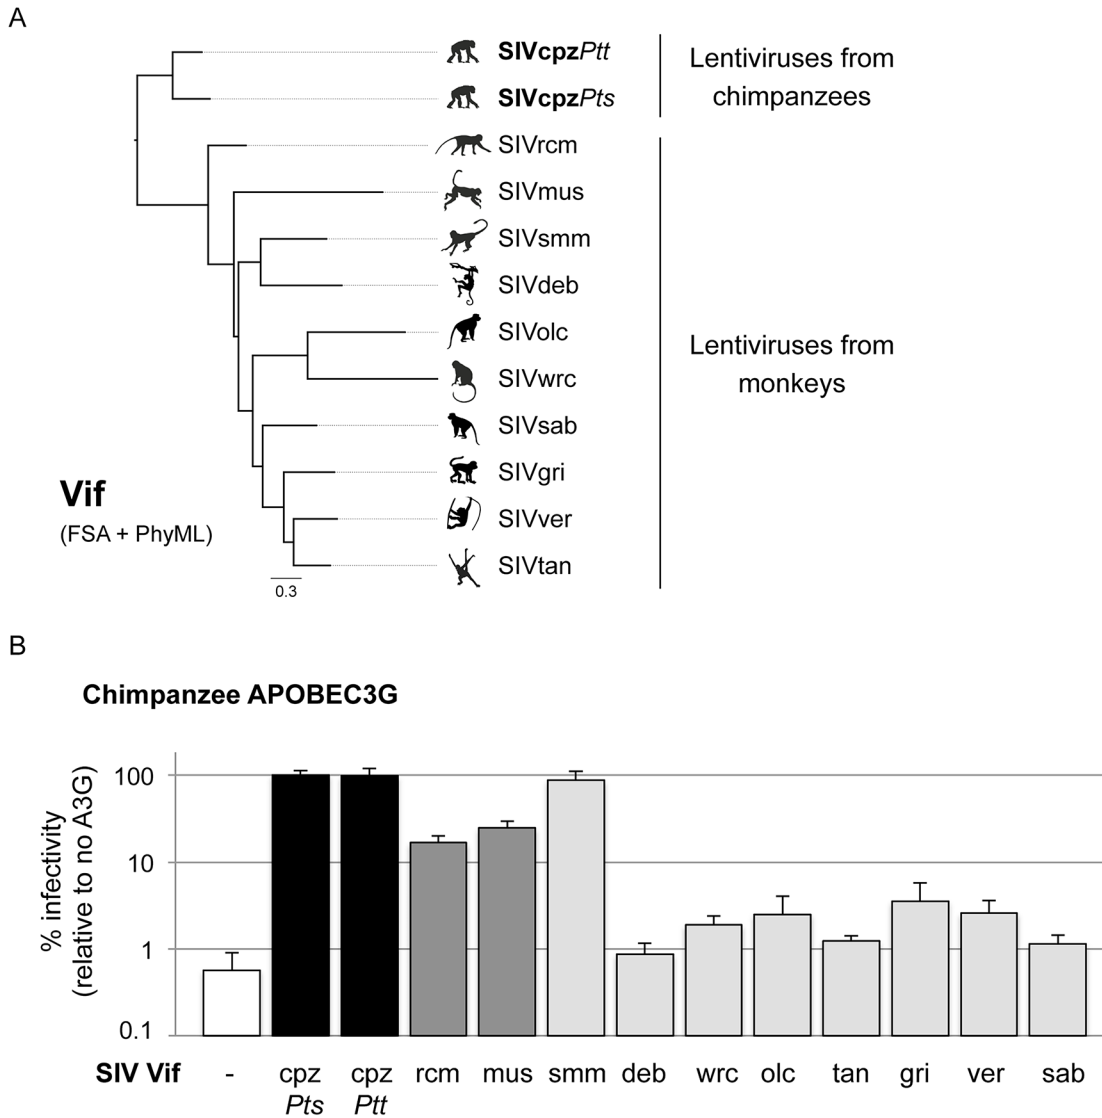 A
SIVcpzPtt
SIVcpzPts
SIVrcm
SIVmus
SIVsmm
SIVdeb
SIVolc
SIVwrc
SIVsab
SIVgri
SIVver
SIVtan
Lentiviruses from
chimpanzees
Lentiviruses from
monkeys
Vif
(FSA + PhyML)
0.3
B
Chimpanzee APOBEC3G
% infectivity
(relative to no A3G)
100
10
1
0.1
SIV Vif - cpz cpz rcm mus smm deb wrc olc tan gri ver sab
Pts Ptt